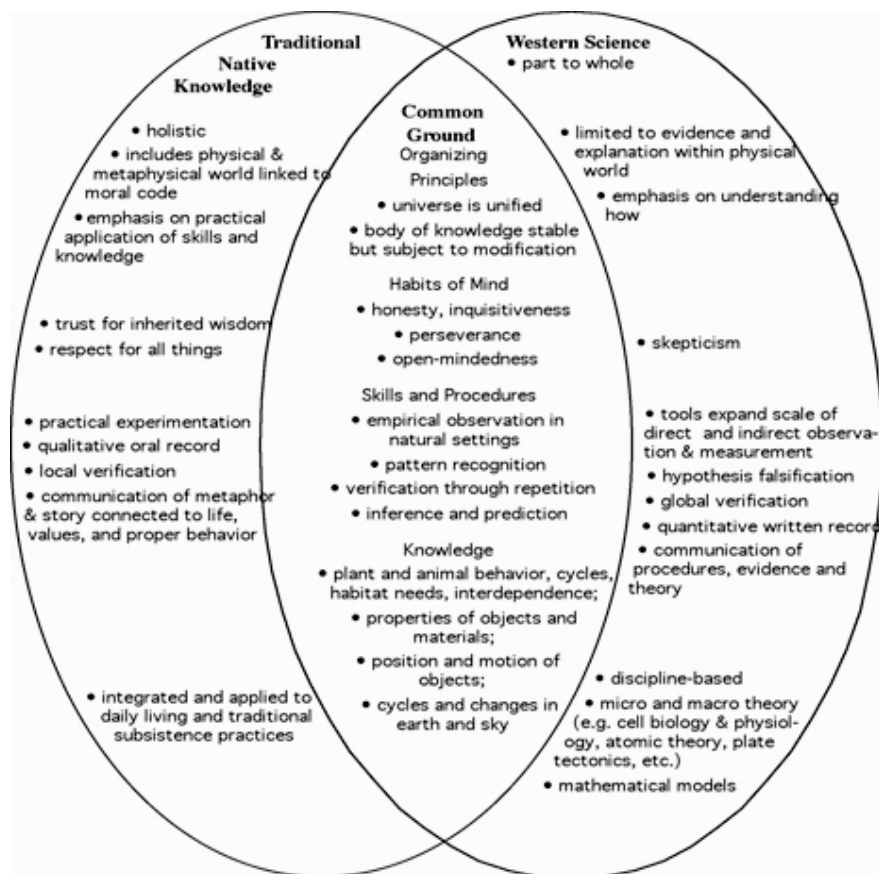 Traditional
Native
Knowledge
• holistic
• includes physical &
metaphysical world linked to
moral code
• emphasis on practical
application of skills and
knowledge
• trust for inherited wisdom
• respect for all things
• practical experimentation
• qualitative oral record
• local verification
• communication of metaphor
& story connected to life,
values, and proper behavior
• integrated and applied to
daily living and traditional
subsistence practices
Common
Ground
Organizing
Principles
• universe is unified
• body of knowledge stable
but subject to modification
Habits of Mind
• honesty, inquisitiveness
• perseverance
• open-mindedness
Skills and Procedures
• empirical observation in
natural settings
• pattern recognition
• verification through repetition
• inference and prediction
Knowledge
• plant and animal behavior, cycles,
habitat needs, interdependence;
• properties of objects and
materials;
• position and motion of
objects;
• cycles and changes in
earth and sky
Western Science
• part to whole
• limited to evidence and
explanation within physical
world
• emphasis on understanding
how
• skepticism
• tools expand scale of
direct and indirect observa-
tion & measurement
• hypothesis falsification
• global verification
• quantitative written record
• communication of
procedures, evidence and
theory
• discipline-based
• micro and macro theory
(e.g. cell biology & physiol-
ogy, atomic theory, plate
tectonics, etc.)
• mathematical models